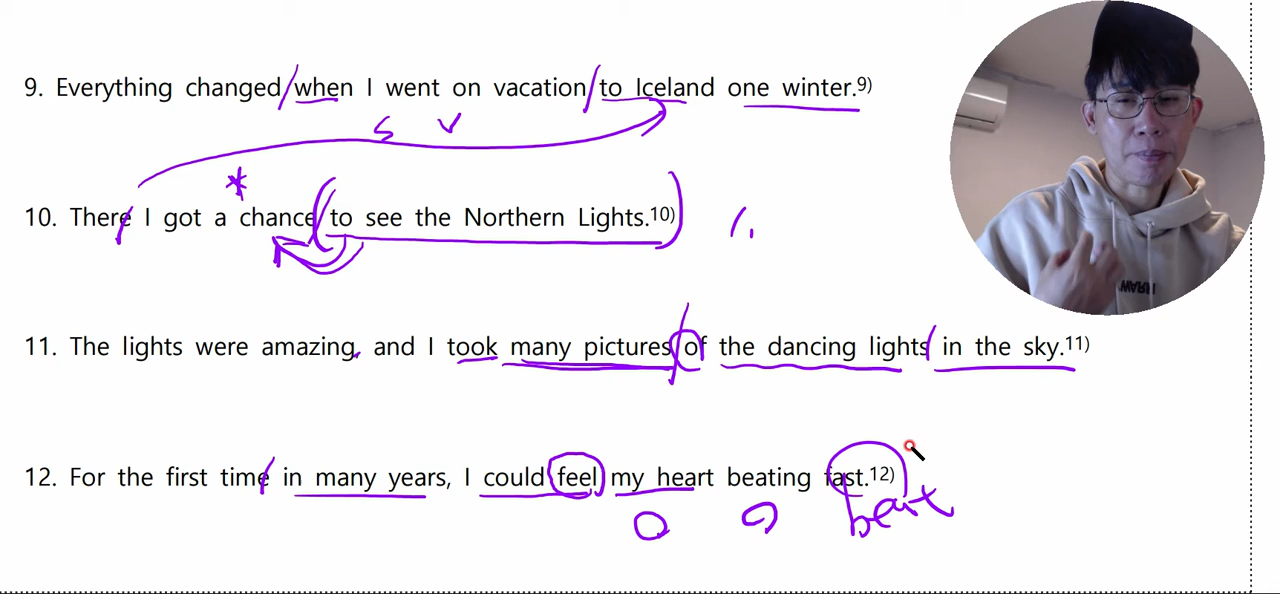 9. Everything changed when I went on vacation to Iceland one winter.9)
S V
10. There I got a chance to see the Northern Lights.10)
11. The lights were amazing, and I took many pictures of the dancing lights in the sky.11)
12. For the first time in many years, I could feel my heart beating fast.12)
beat